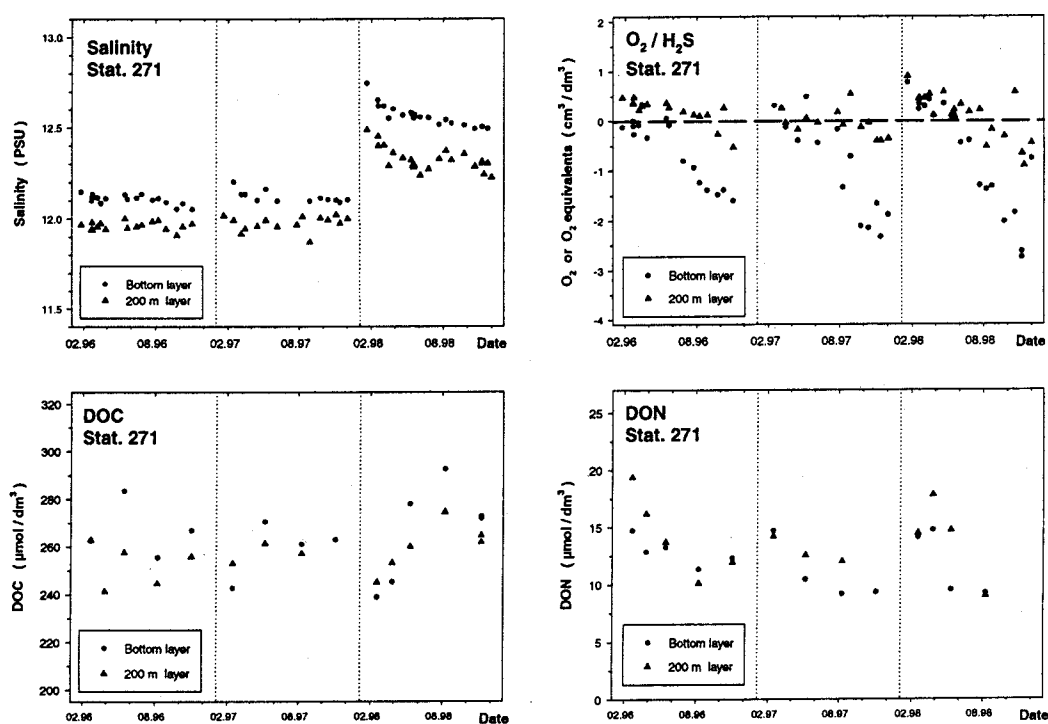 Salinity
Stat. 271
Salinity ( PSU )
13.0
12.5
12.0
11.5
Bottom layer
200 m layer
02.96 08.96 02.97 08.97 02.98 08.98 Date
O₂ / H₂S
Stat. 271
O₂ or O₂ equivalents ( cm³ / dm³ )
2
1
0
-1
-2
-3
-4
Bottom layer
200 m layer
02.96 08.96 02.97 08.97 02.98 08.98 Date
DOC
Stat. 271
DOC ( µmol / dm³ )
320
300
280
260
240
220
200
Bottom layer
200 m layer
02.96 08.96 02.97 08.97 02.98 08.98 Date
DON
Stat. 271
DON ( µmol / dm³ )
25
20
15
10
5
0
Bottom layer
200 m layer
02.96 08.96 02.97 08.97 02.98 08.98 Date